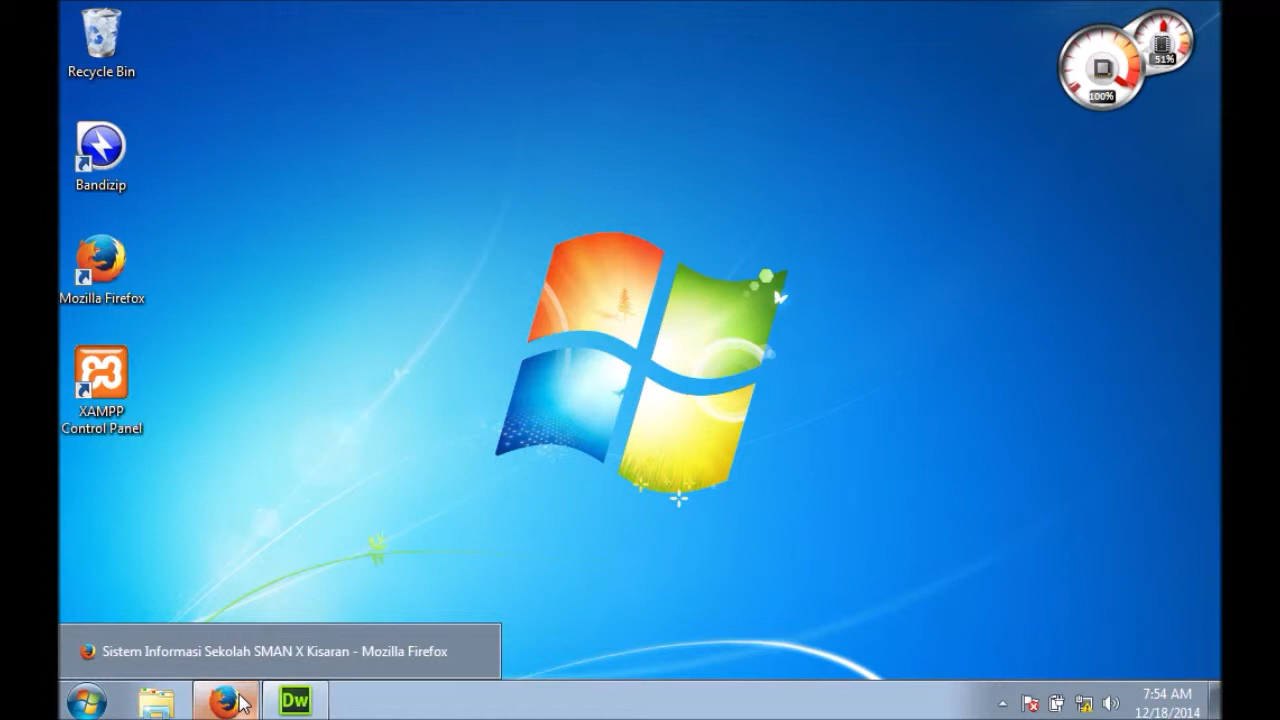 Recycle Bin
51%
100%
Bandizip
Mozilla Firefox
XAMPP
Control Panel
Sistem Informasi Sekolah SMAN X Kisaran - Mozilla Firefox
Dw
7:54 AM
12/18/2014